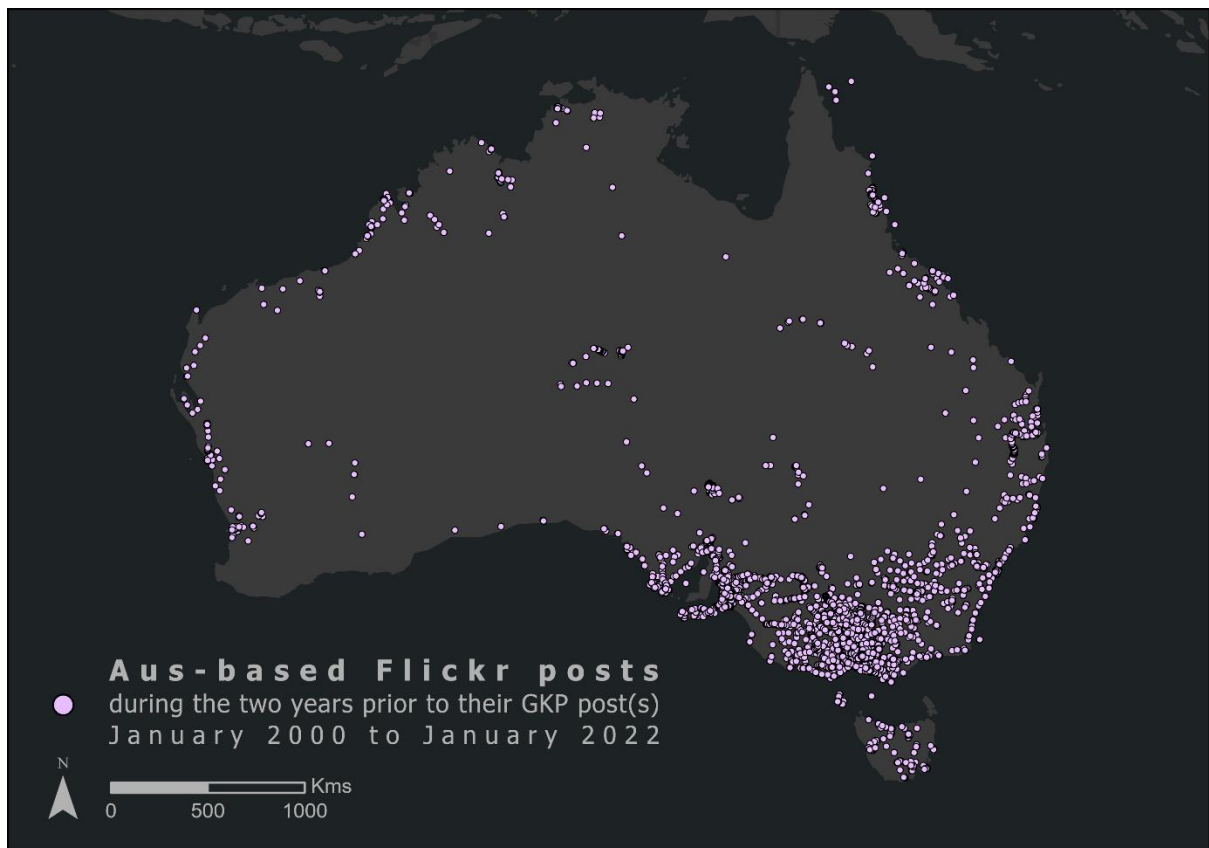 Aus-based Flickr posts
during the two years prior to their GKP post(s)
January 2000 to January 2022
N
Kms
0 500 1000